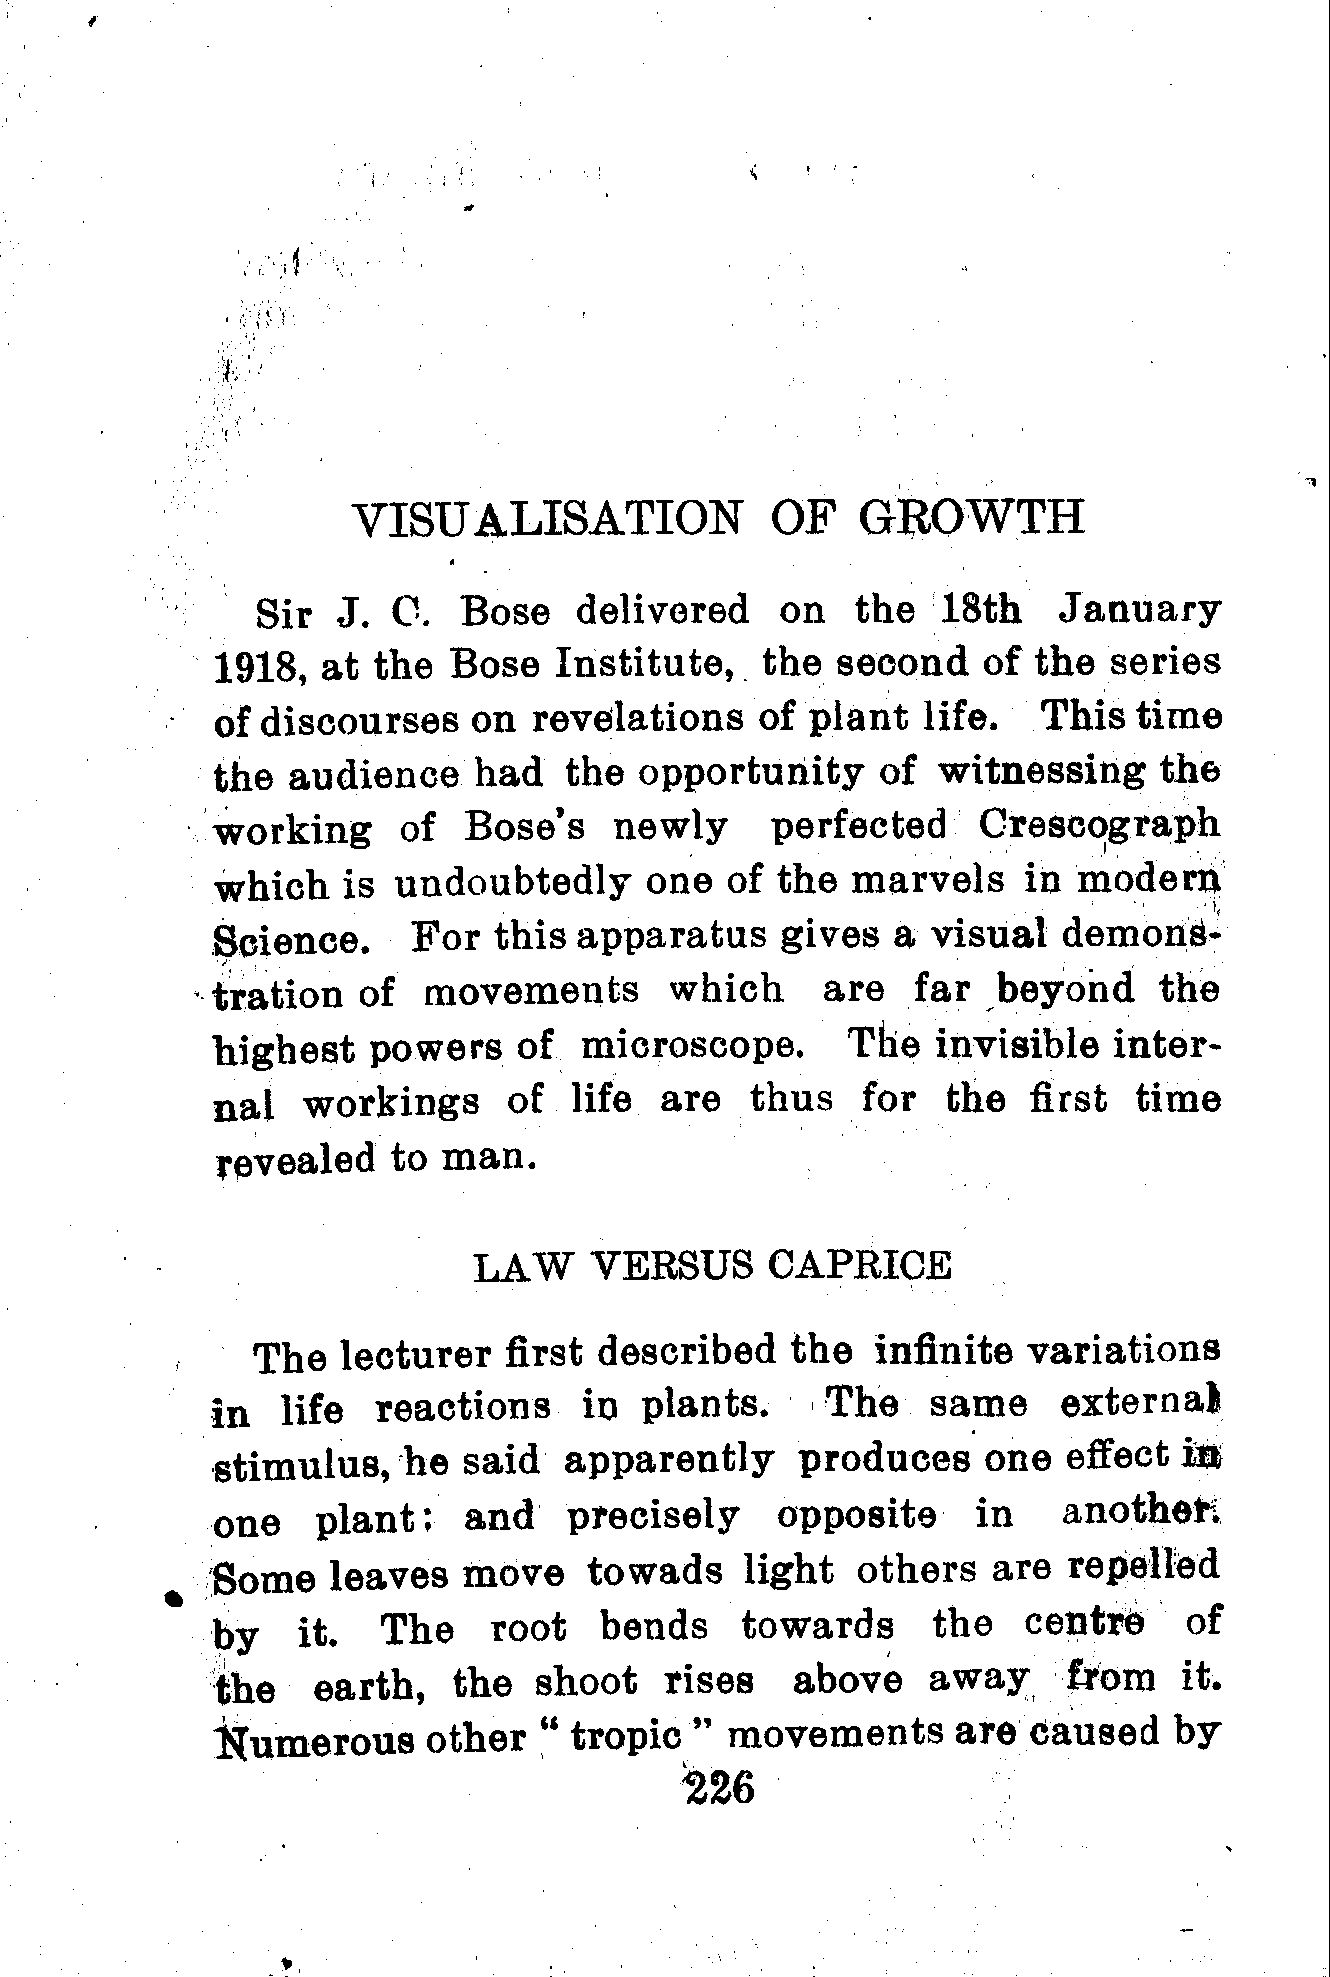 VISUALISATION OF GROWTH
Sir J. C. Bose delivered on the 18th January
1918, at the Bose Institute, the second of the series
of discourses on revelations of plant life. This time
the audience had the opportunity of witnessing the
working of Bose's newly perfected Crescograph
which is undoubtedly one of the marvels in modern
Science. For this apparatus gives a visual demons-
tration of movements which are far beyond the
highest powers of microscope. The invisible inter-
nal workings of life are thus for the first time
revealed to man.
LAW VERSUS CAPRICE
The lecturer first described the infinite variations
in life reactions in plants. The same external
stimulus, he said apparently produces one effect in
one plant; and precisely opposite in another.
Some leaves move towads light others are repelled
by it. The root bends towards the centre of
the earth, the shoot rises above away from it.
Numerous other “ tropic ” movements are caused by
226